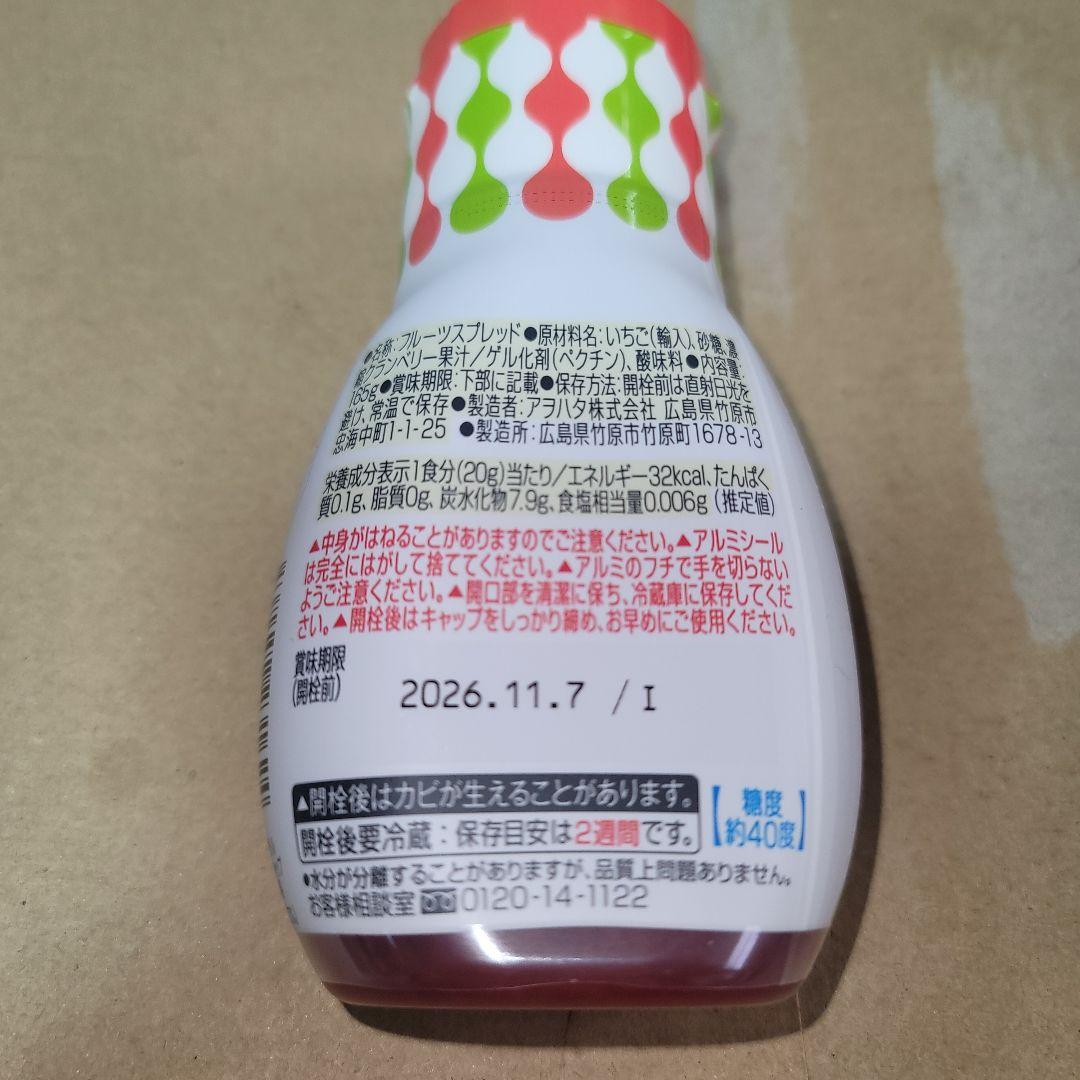 ●名称:フルーツスプレッド●原材料名:いちご(輸入)、砂糖、濃
縮クランベリー果汁/ゲル化剤(ペクチン)、酸味料●内容量:
165g●賞味期限:下部に記載●保存方法:開栓前は直射日光を
避け、常温で保存●製造者:アヲハタ株式会社 広島県竹原市
忠海中町1-1-25 ●製造所:広島県竹原市竹原町1678-13
栄養成分表示1食分(20g)当たり/エネルギー32kcal、たんぱく
質0.1g、脂質0g、炭水化物7.9g、食塩相当量0.006g(推定値)
▲中身がはねることがありますのでご注意ください。▲アルミシール
は完全にはがして捨ててください。▲アルミのフチで手を切らない
ようご注意ください。▲開口部を清潔に保ち、冷蔵庫に保存してくだ
さい。▲開栓後はキャップをしっかり締め、お早めにご使用ください。
賞味期限
(開栓前)
2026.11.7 /I
▲開栓後はカビが生えることがあります。
開栓後要冷蔵:保存目安は2週間です。
【糖度
約40度】
●水分が分離することがありますが、品質上問題ありません。
お客様相談室 0120-14-1122